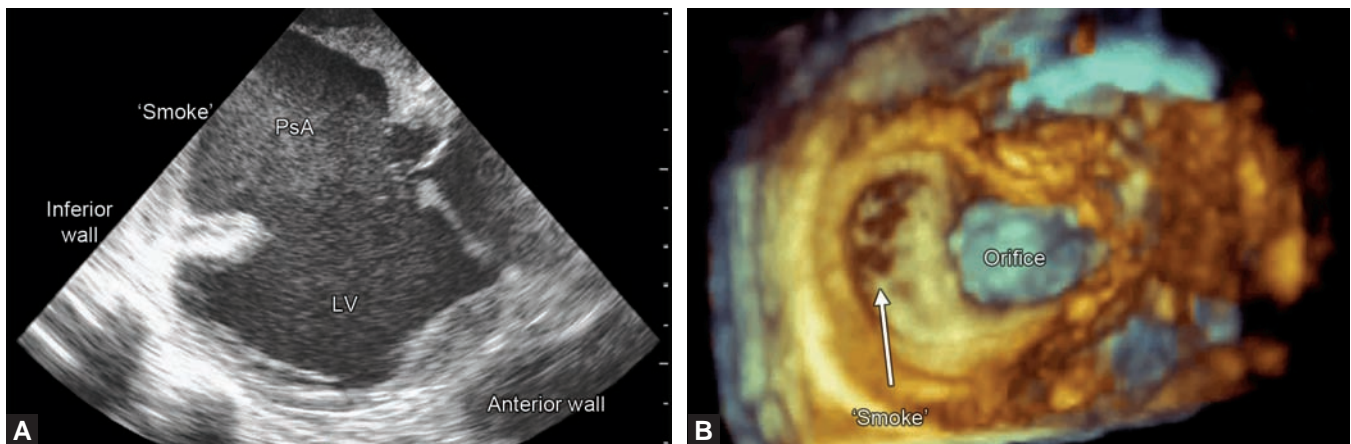 'Smoke'
PsA
Inferior
wall
LV
Anterior wall
A
Orifice
'Smoke'
B